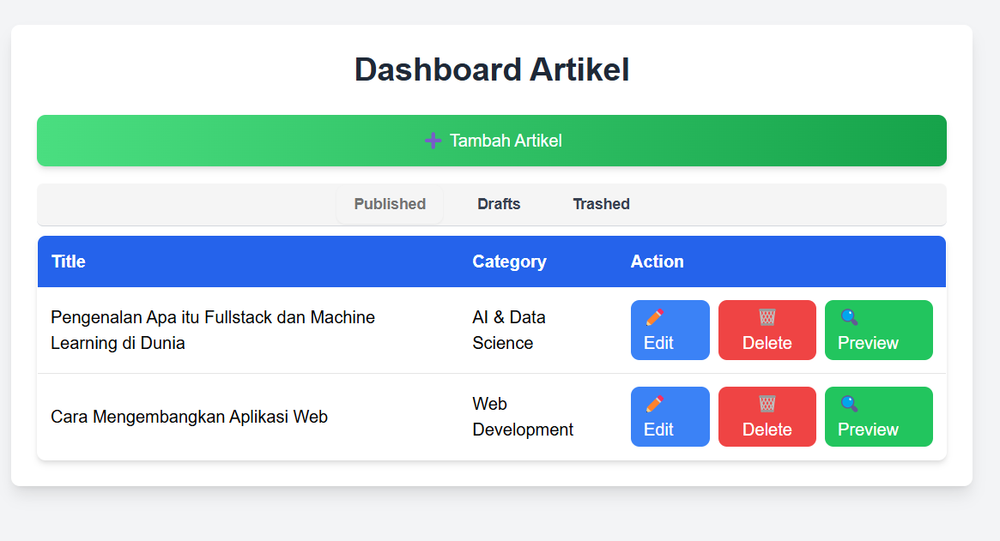 Dashboard Artikel
Tambah Artikel
Published Drafts Trashed
Title Category Action
Pengenalan Apa itu Fullstack dan Machine
Learning di Dunia
AI & Data
Science
Edit
Delete
Preview
Cara Mengembangkan Aplikasi Web
Web
Development
Edit
Delete
Preview